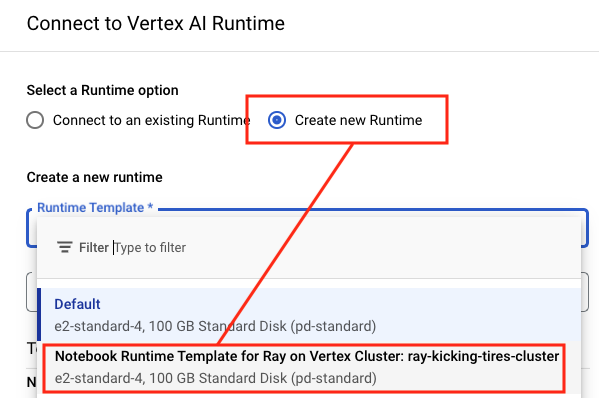 Connect to Vertex AI Runtime
Select a Runtime option
Connect to an existing Runtime
Create new Runtime
Create a new runtime
Runtime Template *
Filter Type to filter
Default
e2-standard-4, 100 GB Standard Disk (pd-standard)
Notebook Runtime Template for Ray on Vertex Cluster: ray-kicking-tires-cluster
e2-standard-4, 100 GB Standard Disk (pd-standard)